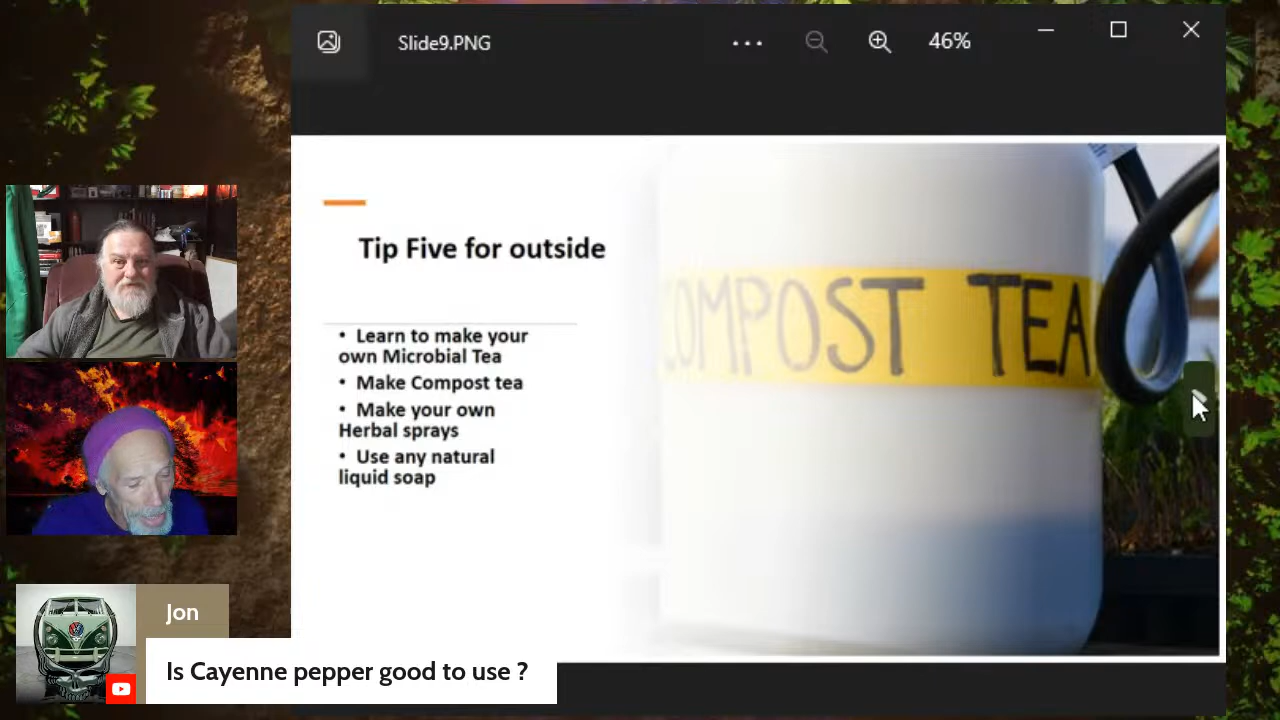 Slide9.PNG
46%
Tip Five for outside
• Learn to make your
own Microbial Tea
• Make Compost tea
• Make your own
Herbal sprays
• Use any natural
liquid soap
COMPOST TEA
Jon
Is Cayenne pepper good to use ?